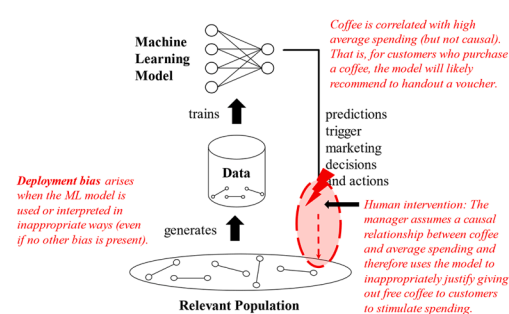 Coffee is correlated with high
average spending (but not causal).
That is, for customers who purchase
a coffee, the model will likely
recommend to handout a voucher.
Machine
Learning
Model
trains
predictions
trigger
marketing
decisions
and actions
Data
Deployment bias arises
when the ML model is
used or interpreted in
inappropriate ways (even
if no other bias is present).
generates
Human intervention: The
manager assumes a causal
relationship between coffee
and average spending and
therefore uses the model to
inappropriately justify giving
out free coffee to customers
to stimulate spending.
Relevant Population